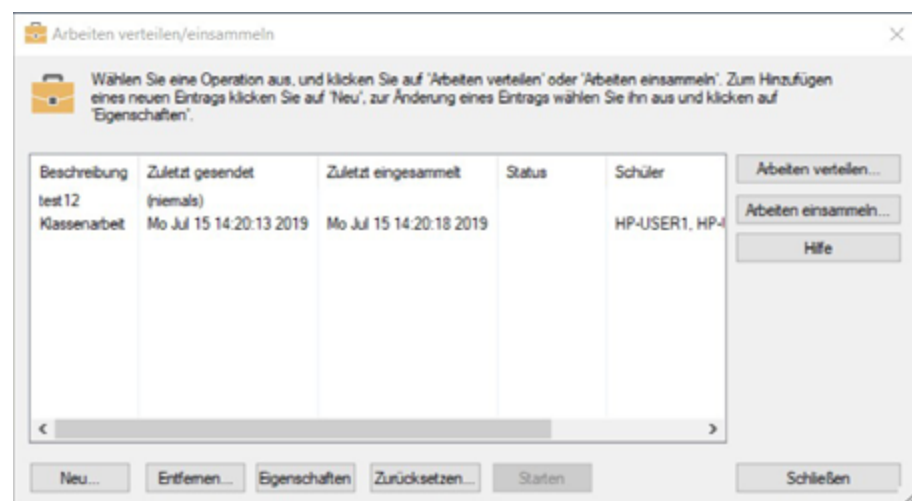 Arbeiten verteilen/einsammeln
Wählen Sie eine Operation aus, und klicken Sie auf 'Arbeiten verteilen' oder 'Arbeiten einsammeln'. Zum Hinzufügen
eines neuen Eintrags klicken Sie auf 'Neu', zur Änderung eines Eintrags wählen Sie ihn aus und klicken auf
'Eigenschaften'.
Beschreibung Zuletzt gesendet Zuletzt eingesammelt Status Schüler
test12 (niemals)
Klassenarbeit Mo Jul 15 14:20:13 2019 Mo Jul 15 14:20:18 2019 HP-USER1, HP-
Arbeiten verteilen...
Arbeiten einsammeln...
Hilfe
Neu... Entfernen... Eigenschaften Zurücksetzen... Starten Schließen